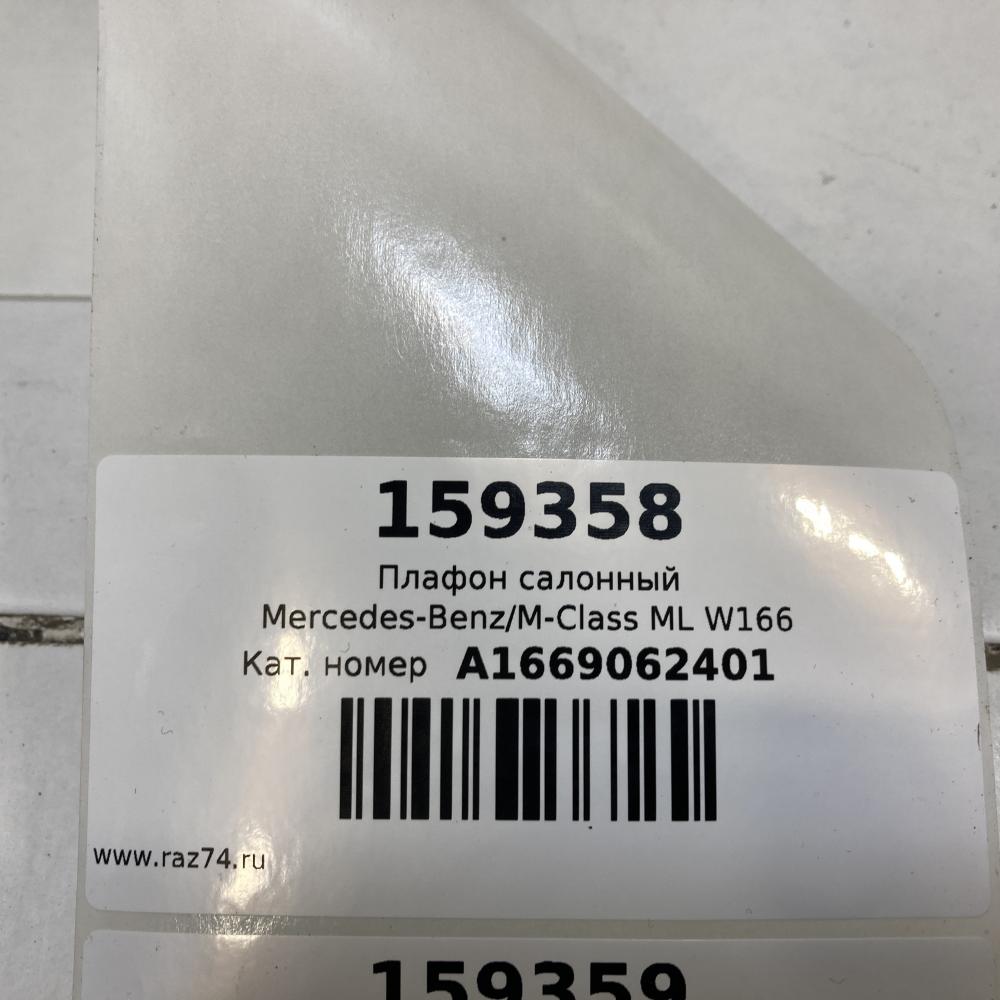 159358
Плафон салонный
Mercedes-Benz/M-Class ML W166
Кат. номер A1669062401
www.raz74.ru
159359